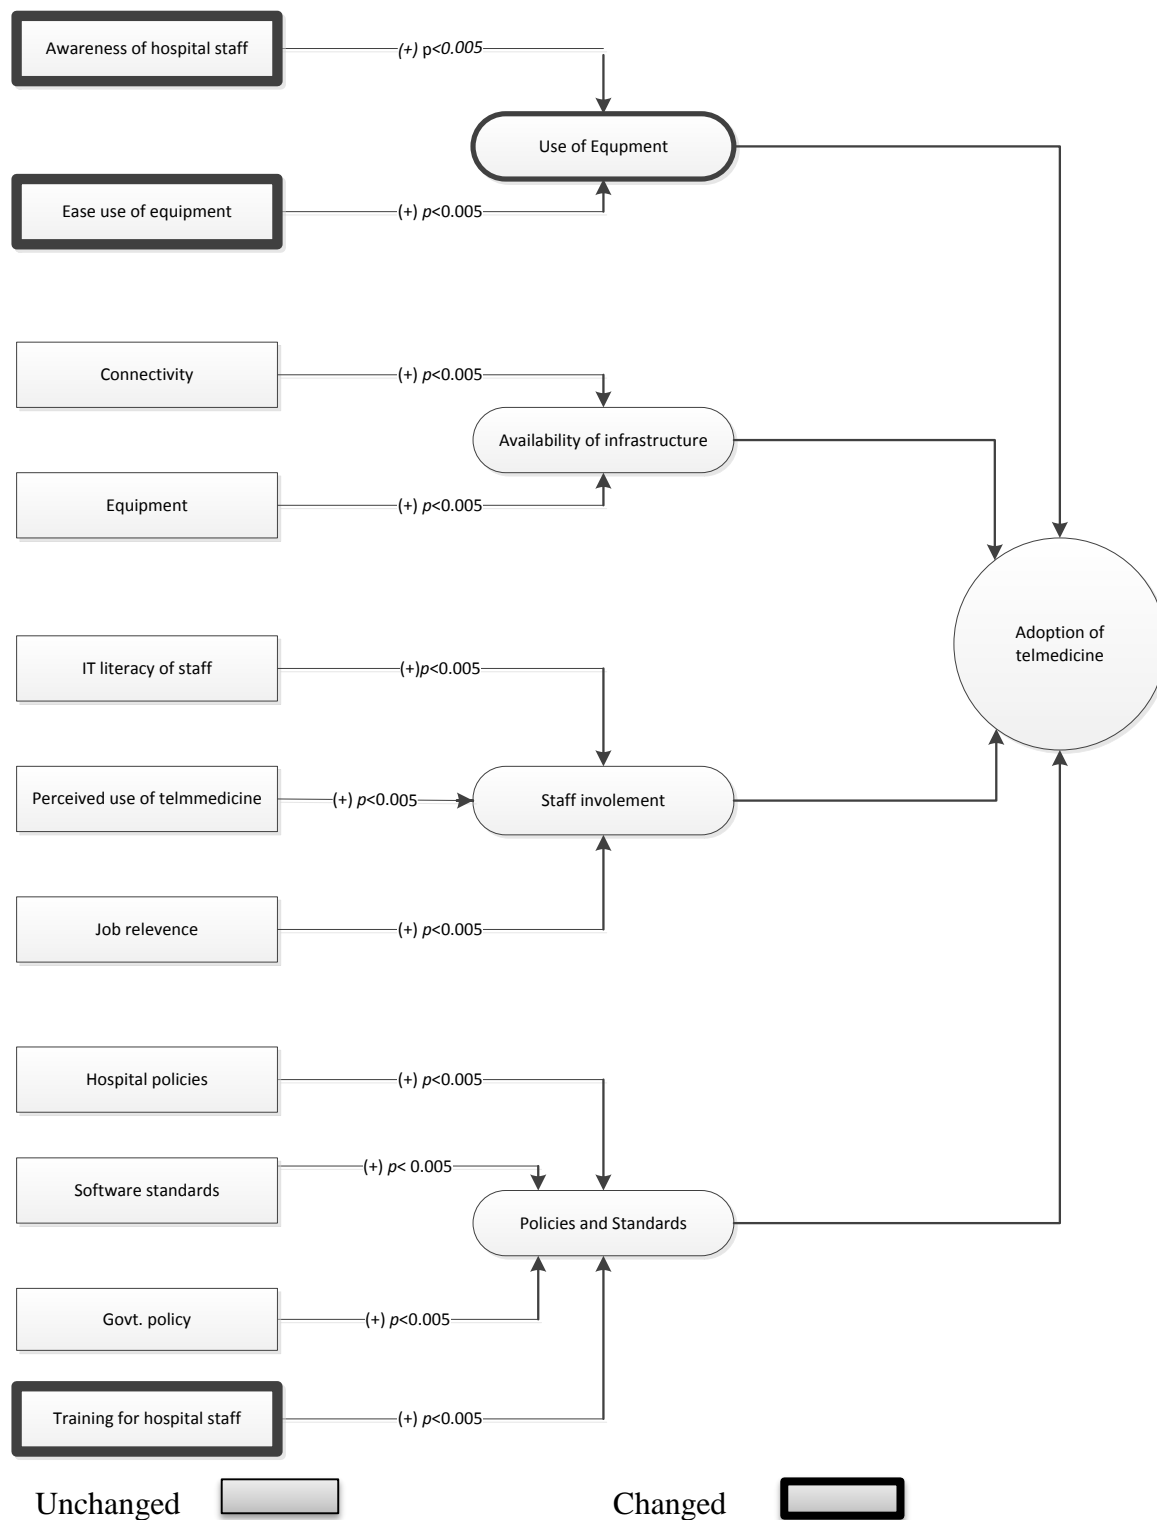 Awareness of hospital staff
(+) p<0.005
Use of Equpment
Ease use of equipment
(+) p<0.005
Connectivity
(+) p<0.005
Availability of infrastructure
Equipment
(+) p<0.005
Adoption of
telmedicine
IT literacy of staff
(+)p<0.005
Perceived use of telmmedicine
(+) p<0.005
Staff involement
Job relevence
(+) p<0.005
Hospital policies
(+) p<0.005
Software standards
(+) p< 0.005
Policies and Standards
Govt. policy
(+) p<0.005
Training for hospital staff
(+) p<0.005
Unchanged
Changed